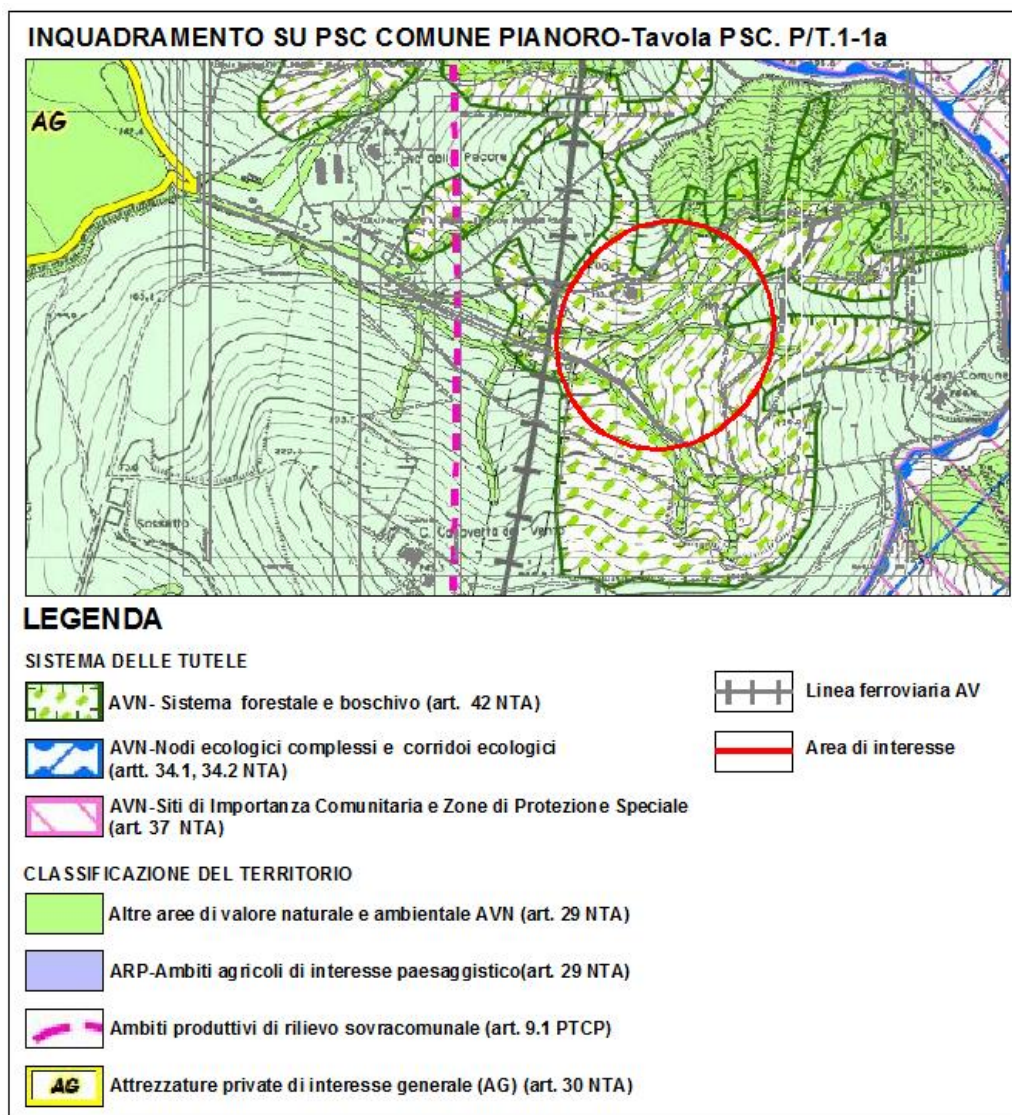 INQUADRAMENTO SU PSC COMUNE PIANORO-Tavola PSC. P/T.1-1a
AG
Sossetto
LEGENDA
SISTEMA DELLE TUTELE
AVN- Sistema forestale e boschivo (art. 42 NTA)
Linea ferroviaria AV
AVN-Nodi ecologici complessi e corridoi ecologici
(artt. 34.1, 34.2 NTA)
Area di interesse
AVN-Siti di Importanza Comunitaria e Zone di Protezione Speciale
(art. 37 NTA)
CLASSIFICAZIONE DEL TERRITORIO
Altre aree di valore naturale e ambientale AVN (art. 29 NTA)
ARP-Ambiti agricoli di interesse paesaggistico(art. 29 NTA)
Ambiti produttivi di rilievo sovracomunale (art. 9.1 PTCP)
AG
Attrezzature private di interesse generale (AG) (art. 30 NTA)